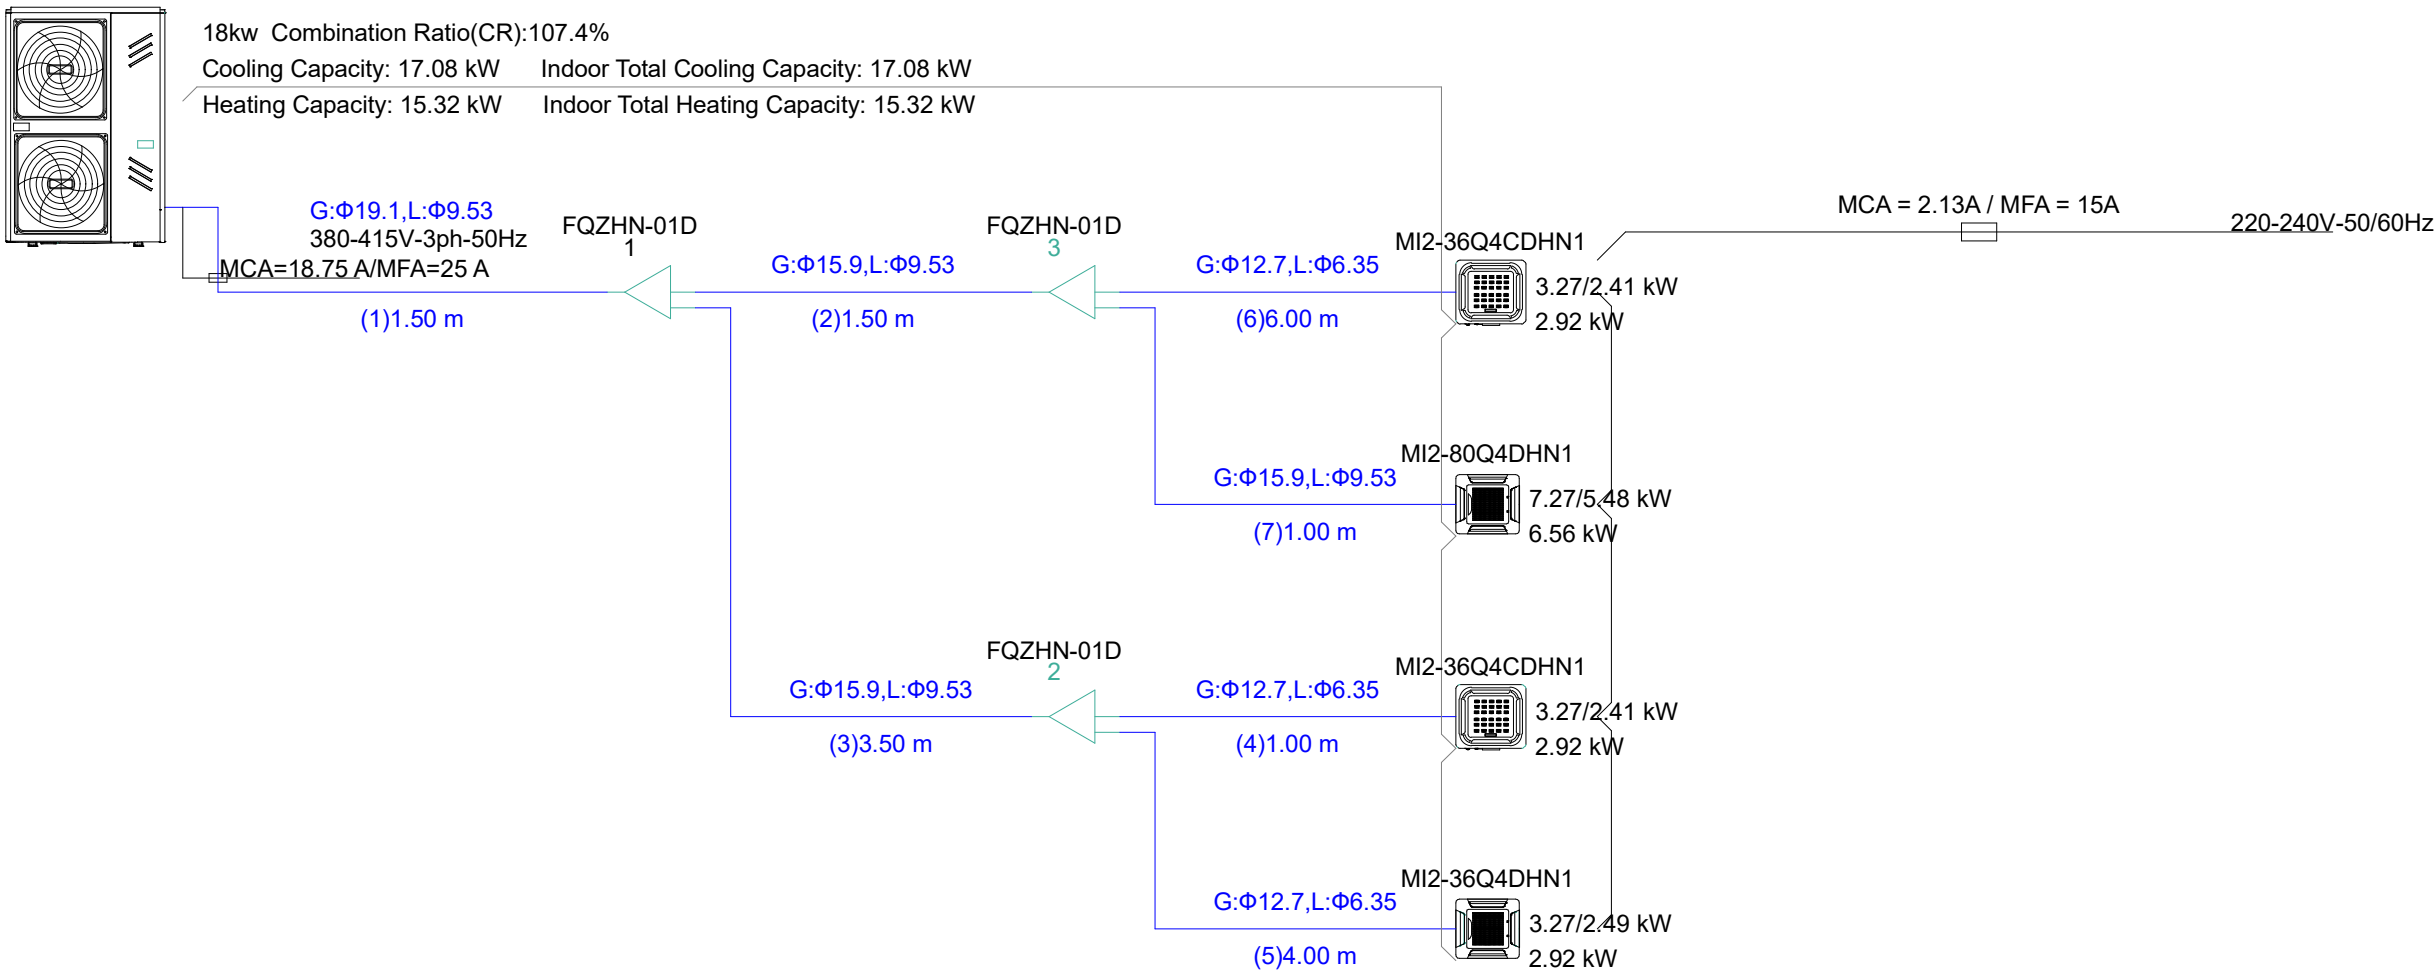 18kw  Combination Ratio(CR):107.4%
Cooling Capacity: 17.08 kW      Indoor Total Cooling Capacity: 17.08 kW
Heating Capacity: 15.32 kW      Indoor Total Heating Capacity: 15.32 kW
G:Φ19.1,L:Φ9.53
380-415V-3ph-50Hz
MCA=18.75 A/MFA=25 A
(1)1.50 m
FQZHN-01D
1
G:Φ15.9,L:Φ9.53
(2)1.50 m
FQZHN-01D
3
G:Φ12.7,L:Φ6.35
(6)6.00 m
MI2-36Q4CDHN1
3.27/2.41 kW
2.92 kW
MCA = 2.13A / MFA = 15A
220-240V-50/60Hz
G:Φ15.9,L:Φ9.53
(7)1.00 m
MI2-80Q4DHN1
7.27/5.48 kW
6.56 kW
G:Φ15.9,L:Φ9.53
(3)3.50 m
FQZHN-01D
2
G:Φ12.7,L:Φ6.35
(4)1.00 m
MI2-36Q4CDHN1
3.27/2.41 kW
2.92 kW
G:Φ12.7,L:Φ6.35
(5)4.00 m
MI2-36Q4DHN1
3.27/2.49 kW
2.92 kW